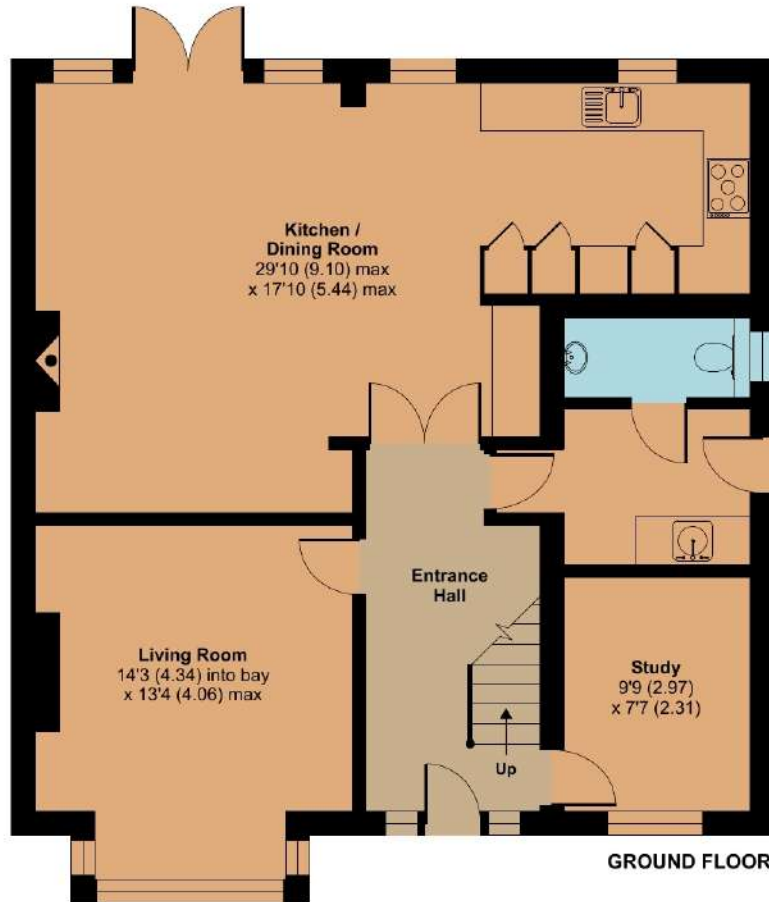 Kitchen /
Dining Room
29'10 (9.10) max
x 17'10 (5.44) max
Entrance
Hall
Living Room
14'3 (4.34) into bay
x 13'4 (4.06) max
Study
9'9 (2.97)
x 7'7 (2.31)
Up
GROUND FLOOR